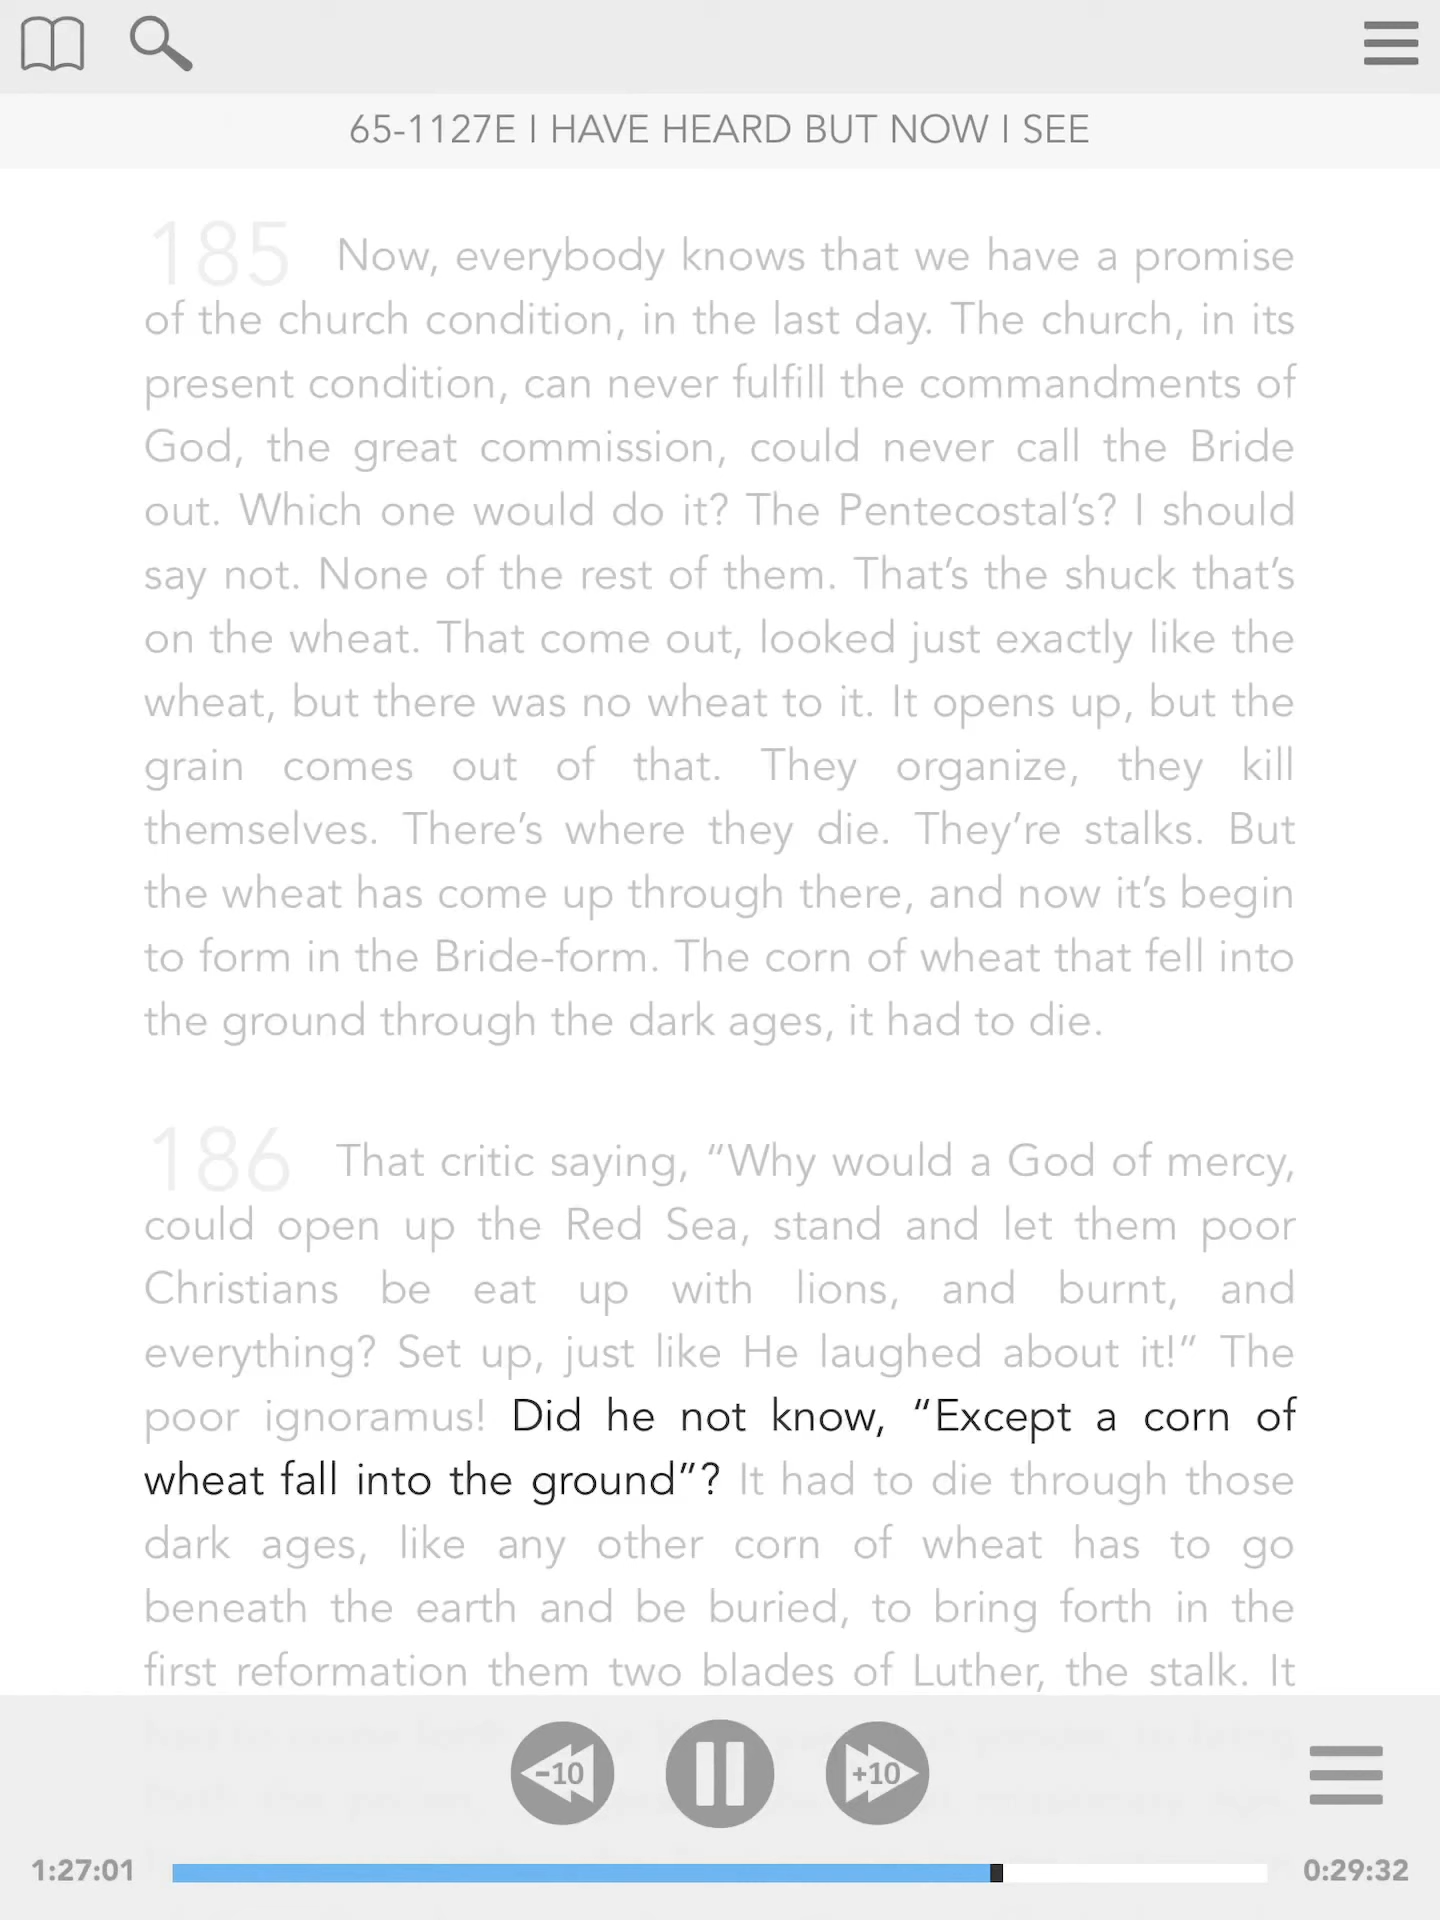 65-1127E I HAVE HEARD BUT NOW I SEE
185 Now, everybody knows that we have a promise
of the church condition, in the last day. The church, in its
present condition, can never fulfill the commandments of
God, the great commission, could never call the Bride
out. Which one would do it? The Pentecostal’s? I should
say not. None of the rest of them. That’s the shuck that’s
on the wheat. That come out, looked just exactly like the
wheat, but there was no wheat to it. It opens up, but the
grain comes out of that. They organize, they kill
themselves. There’s where they die. They’re stalks. But
the wheat has come up through there, and now it’s begin
to form in the Bride-form. The corn of wheat that fell into
the ground through the dark ages, it had to die.
186 That critic saying, “Why would a God of mercy,
could open up the Red Sea, stand and let them poor
Christians be eat up with lions, and burnt, and
everything? Set up, just like He laughed about it!” The
poor ignoramus! Did he not know, “Except a corn of
wheat fall into the ground”? It had to die through those
dark ages, like any other corn of wheat has to go
beneath the earth and be buried, to bring forth in the
first reformation them two blades of Luther, the stalk. It
-10 +10
1:27:01 0:29:32